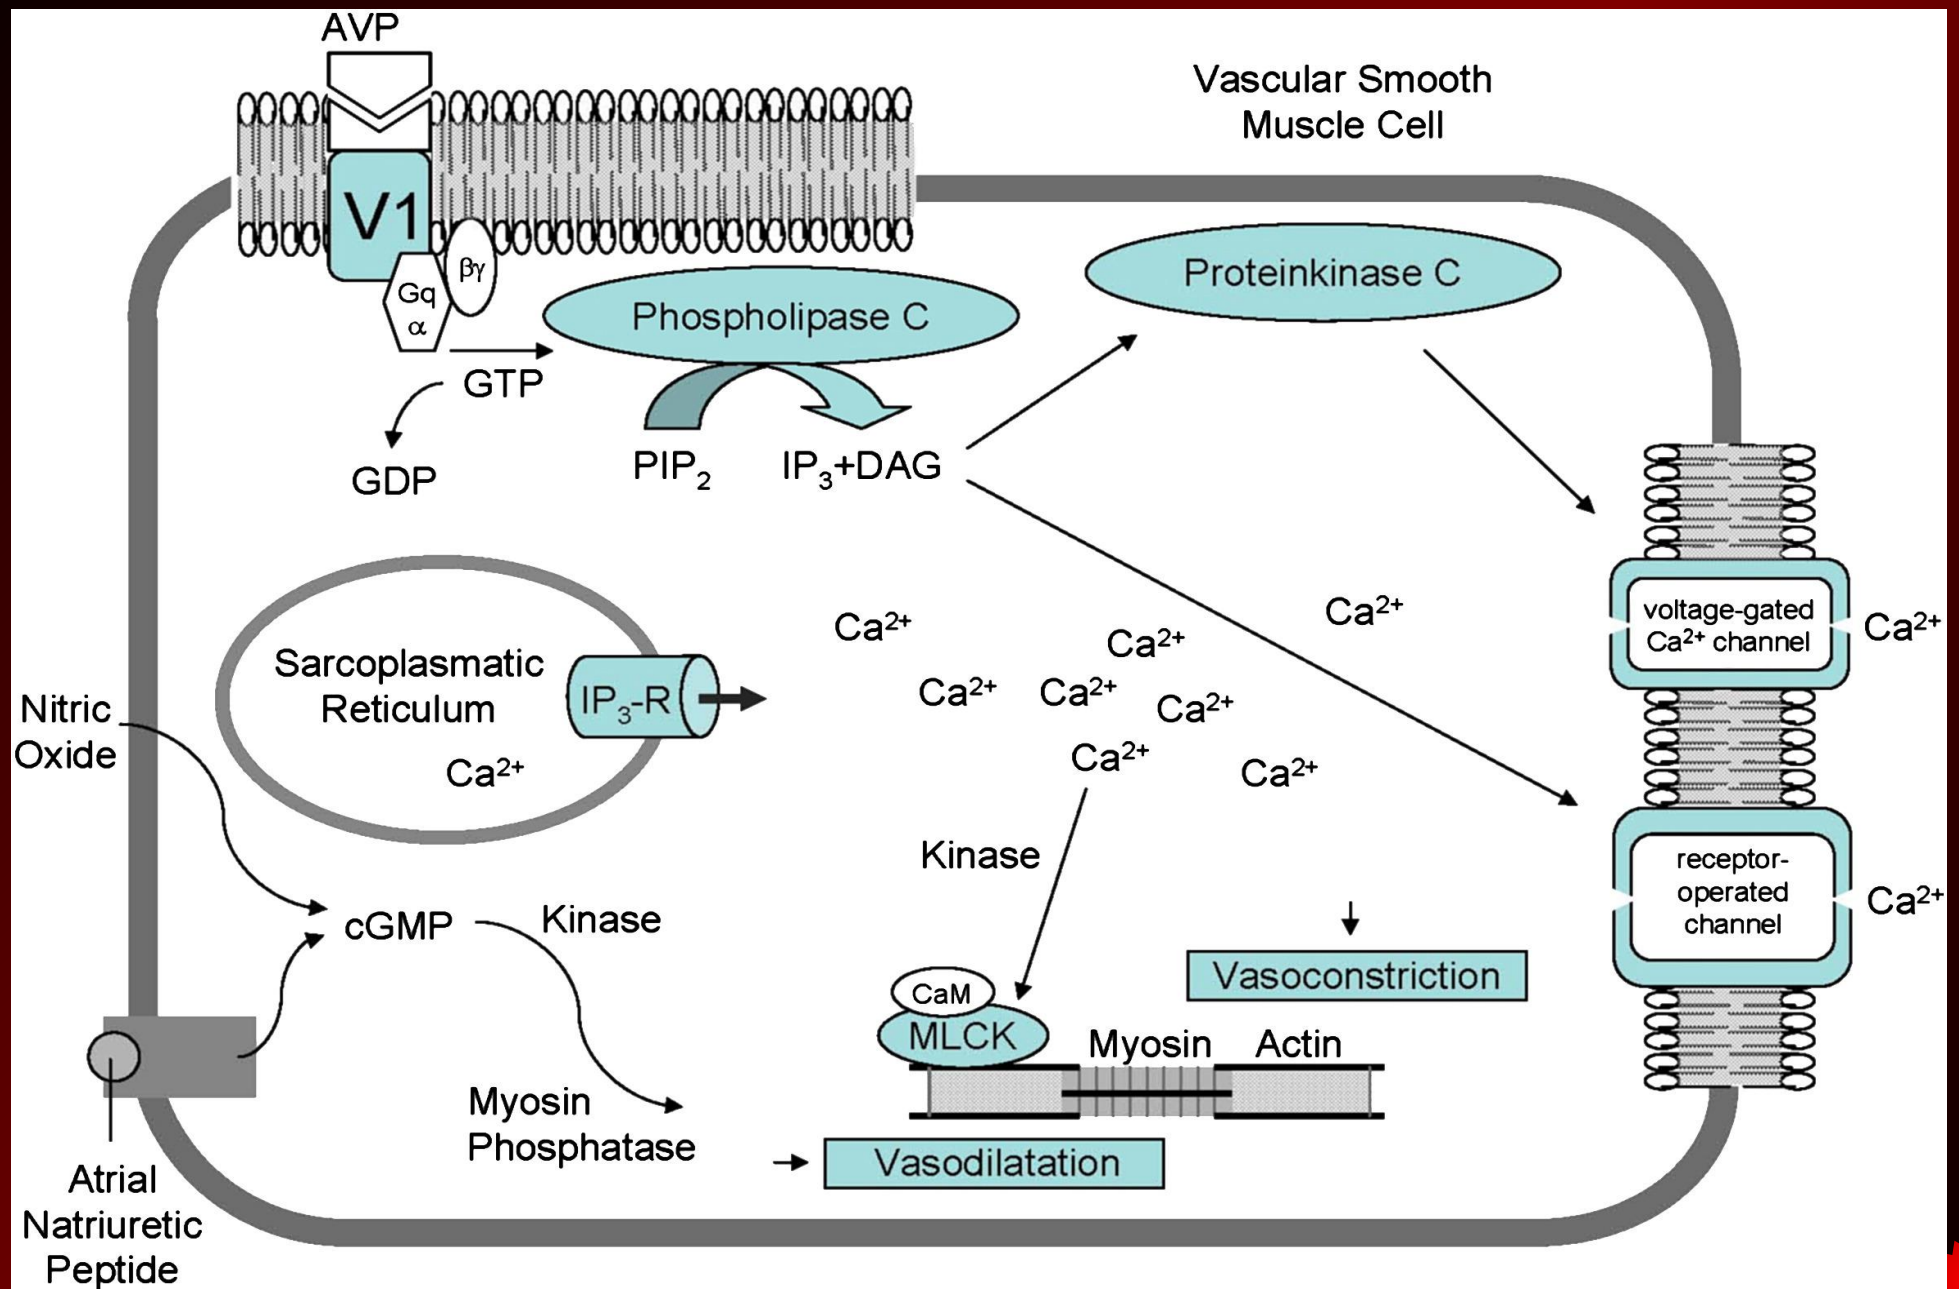 AVP
Vascular Smooth
Muscle Cell
V1
Gq
α
βγ
Phospholipase C
Proteinkinase C
GTP
GDP
PIP₂
IP₃+DAG
Sarcoplasmatic
Reticulum
Ca²⁺
IP₃-R
Ca²⁺
Ca²⁺
Ca²⁺
Ca²⁺
Ca²⁺
Ca²⁺
Ca²⁺
Ca²⁺
voltage-gated
Ca²⁺ channel
Ca²⁺
receptor-
operated
channel
Ca²⁺
Nitric
Oxide
cGMP
Kinase
Kinase
CaM
MLCK
Myosin
Actin
Vasoconstriction
Myosin
Phosphatase
Vasodilatation
Atrial
Natriuretic
Peptide